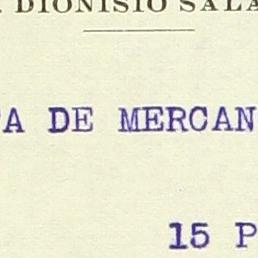 DIONISIO SALA
A DE MERCAN
15 P